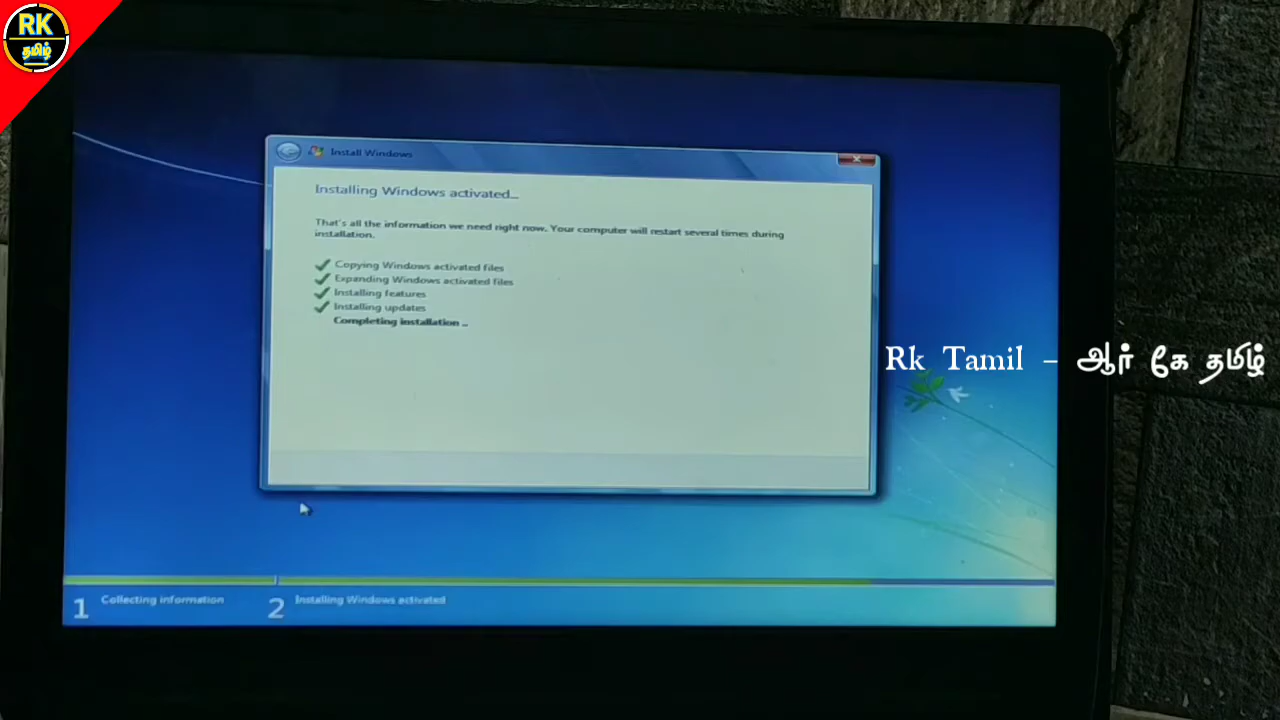 RK
தமிழ்
Install Windows
Installing Windows activated...
That's all the information we need right now. Your computer will restart several times during
installation.
Copying Windows activated files
Expanding Windows activated files
Installing features
Installing updates
Completing installation ...
Rk Tamil - ஆர் கே தமிழ்
1 Collecting information
2 Installing Windows activated